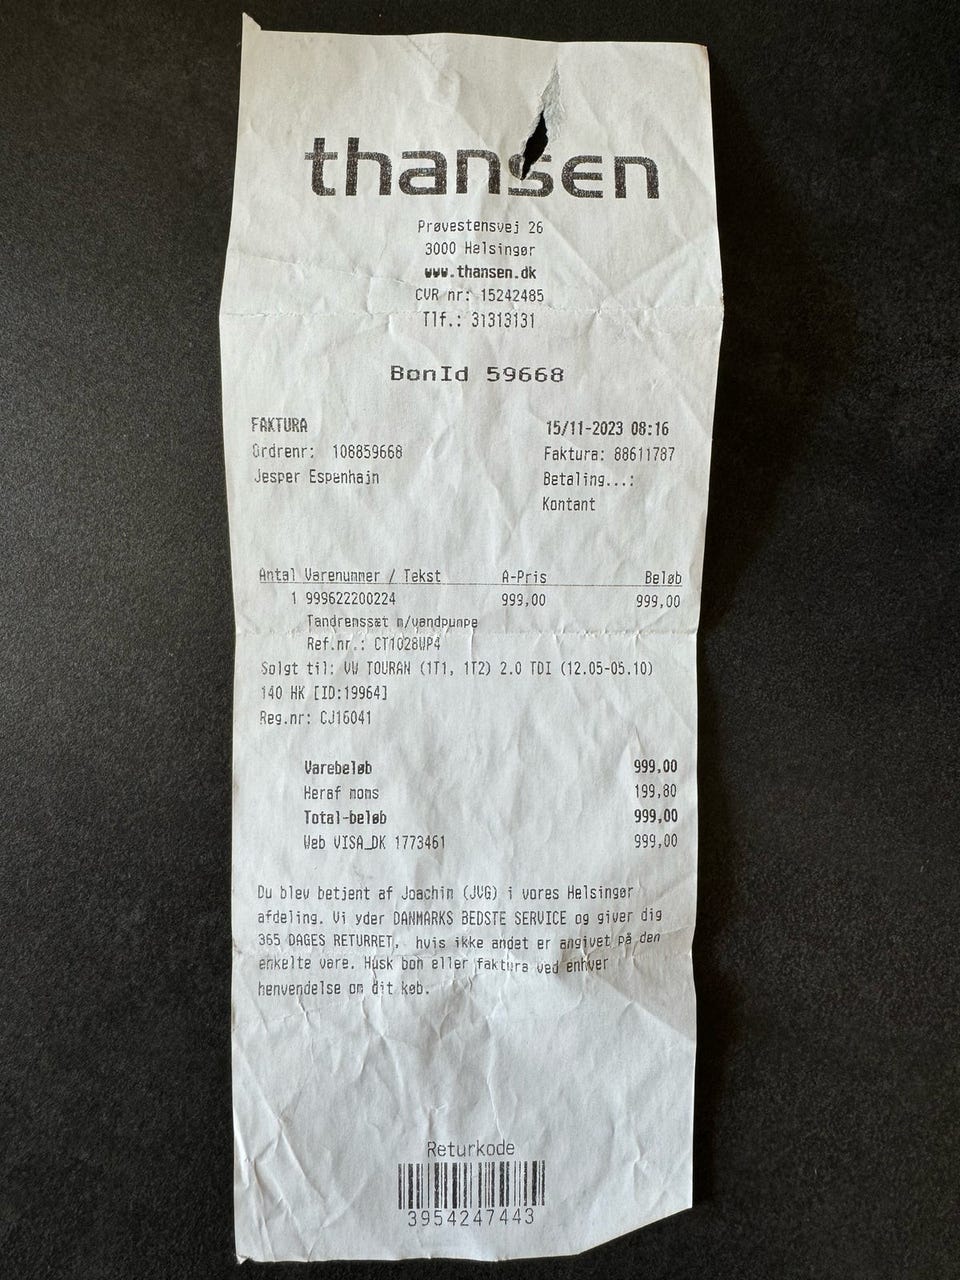 thansen
Prøvestensvej 26
3000 Helsingør
www.thansen.dk
CVR nr: 15242485
Tlf.: 31313131
BonId 59668
FAKTURA 15/11-2023 08:16
Ordrenr: 108859668 Faktura: 88611787
Jesper Espenhain Betaling...:
Kontant
Antal Varenummer / Tekst A-Pris Beløb
1 999622200224 999,00 999,00
Tandremssæt m/vandpumpe
Ref.nr.: CT1028WP4
Solgt til: VW TOURAN (1T1, 1T2) 2.0 TDI (12.05-05.10)
140 HK [ID:19964]
Reg.nr: CJ16041
Varebeløb 999,00
Heraf moms 199,80
Total-beløb 999,00
Web VISA_DK 1773461 999,00
Du blev betjent af Joachim (JVG) i vores Helsingør
afdeling. Vi yder DANMARKS BEDSTE SERVICE og giver dig
365 DAGES RETURRET, hvis ikke andet er angivet på den
enkelte vare. Husk bon eller faktura ved enhver
henvendelse om dit køb.
Returkode
3954247443